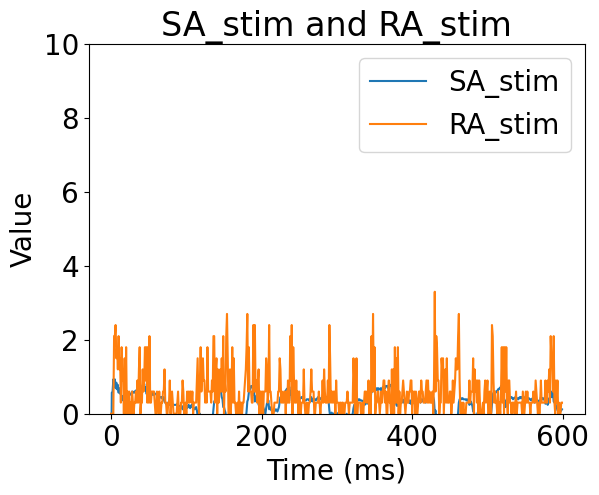 SA_stim and RA_stim
10
8
6
4
2
0
Value
SA_stim
RA_stim
0 200 400 600
Time (ms)